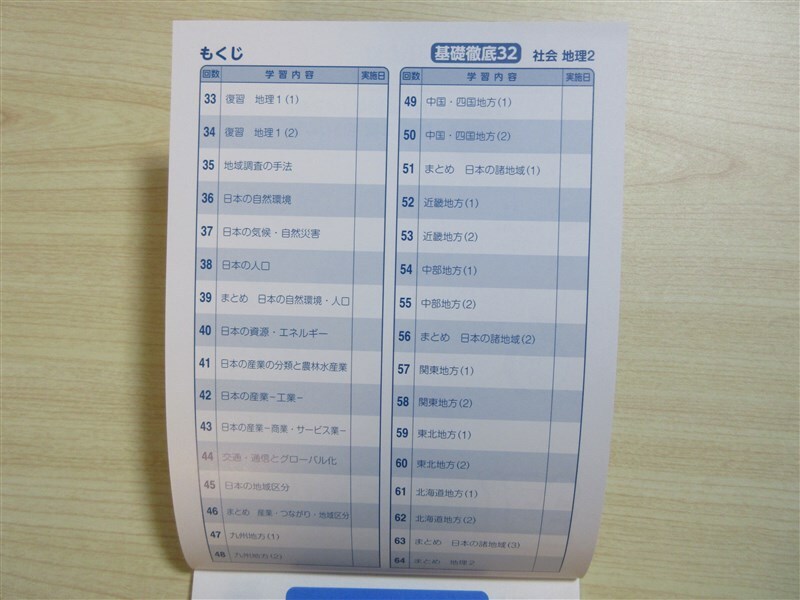 もくじ
基礎徹底32 社会 地理2
回数 学習内容 実施日
33 復習 地理1(1)
34 復習 地理1(2)
35 地域調査の手法
36 日本の自然環境
37 日本の気候・自然災害
38 日本の人口
39 まとめ 日本の自然環境・人口
40 日本の資源・エネルギー
41 日本の産業の分類と農林水産業
42 日本の産業－工業－
43 日本の産業－商業・サービス業－
44 交通・通信とグローバル化
45 日本の地域区分
46 まとめ 産業・つながり・地域区分
47 九州地方(1)
48 九州地方(2)
回数 学習内容 実施日
49 中国・四国地方(1)
50 中国・四国地方(2)
51 まとめ 日本の諸地域(1)
52 近畿地方(1)
53 近畿地方(2)
54 中部地方(1)
55 中部地方(2)
56 まとめ 日本の諸地域(2)
57 関東地方(1)
58 関東地方(2)
59 東北地方(1)
60 東北地方(2)
61 北海道地方(1)
62 北海道地方(2)
63 まとめ 日本の諸地域(3)
64 まとめ 地理2